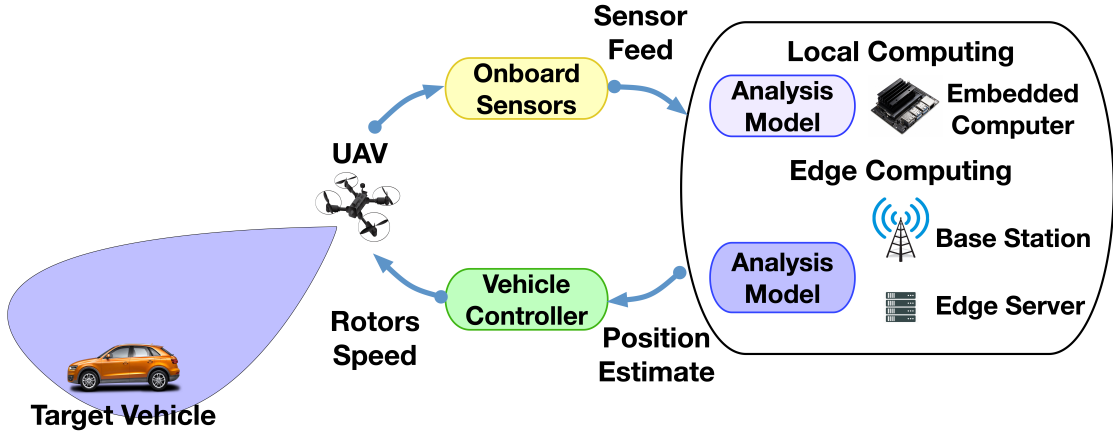 Sensor
Feed
Onboard
Sensors
Local Computing
Analysis
Model
Embedded
Computer
UAV
Edge Computing
Base Station
Analysis
Model
Vehicle
Controller
Edge Server
Rotors
Speed
Position
Estimate
Target Vehicle